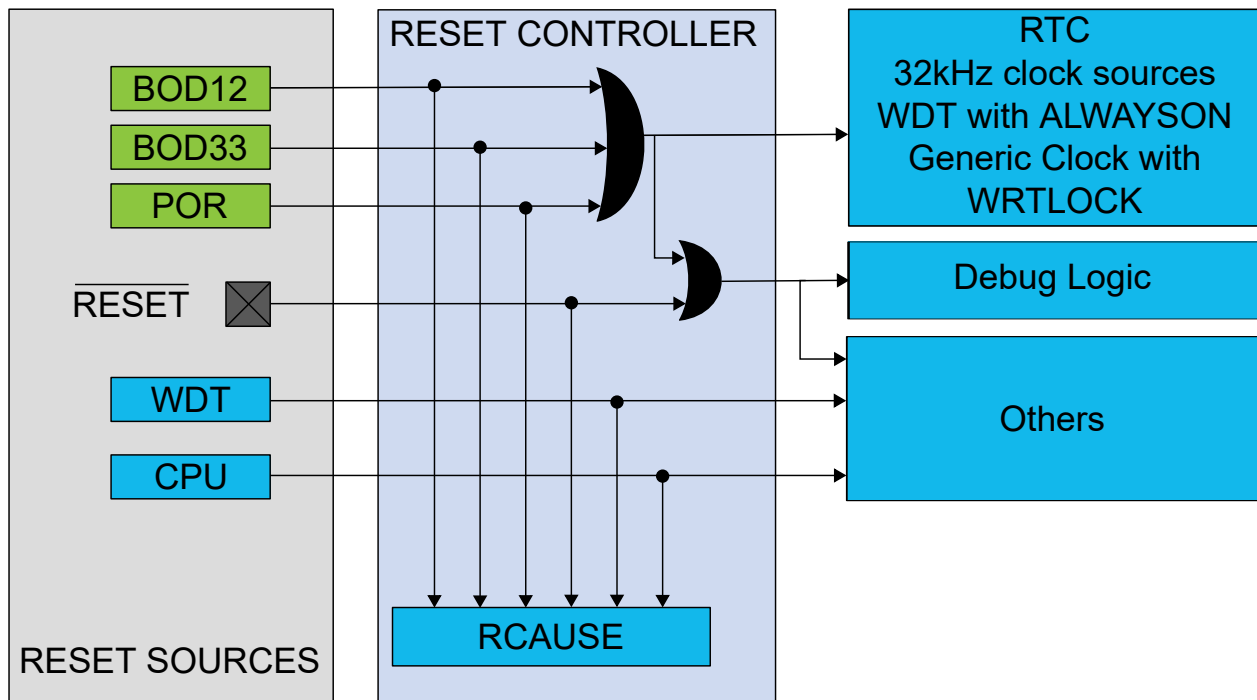 RESET SOURCES
BOD12
BOD33
POR
RESET
WDT
CPU
RESET CONTROLLER
RCAUSE
RTC
32kHz clock sources
WDT with ALWAYSON
Generic Clock with
WRTLOCK
Debug Logic
Others